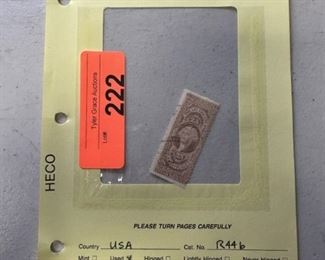 HECO
Tyler Grace Auctions
Lot#
222
PLEASE TURN PAGES CAREFULLY
Country USA Cat. No. R44b
Mint Used Hinged Lightly Hinged Never Hinged